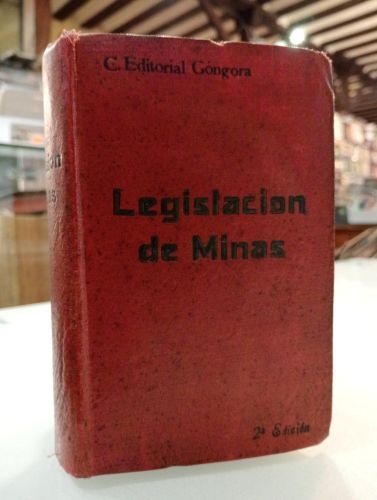 C. Editorial Góngora
Legislacion
de Minas
2ª Edición